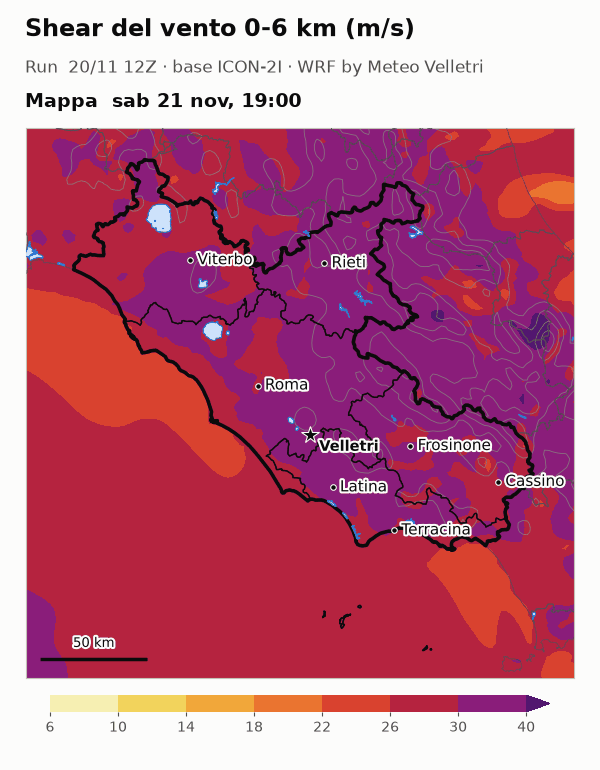 Shear del vento 0-6 km (m/s)
Run 20/11 12Z · base ICON-2I · WRF by Meteo Velletri
Mappa sab 21 nov, 19:00
Viterbo
Rieti
Roma
Velletri
Frosinone
Latina
Cassino
Terracina
50 km
6 10 14 18 22 26 30 40